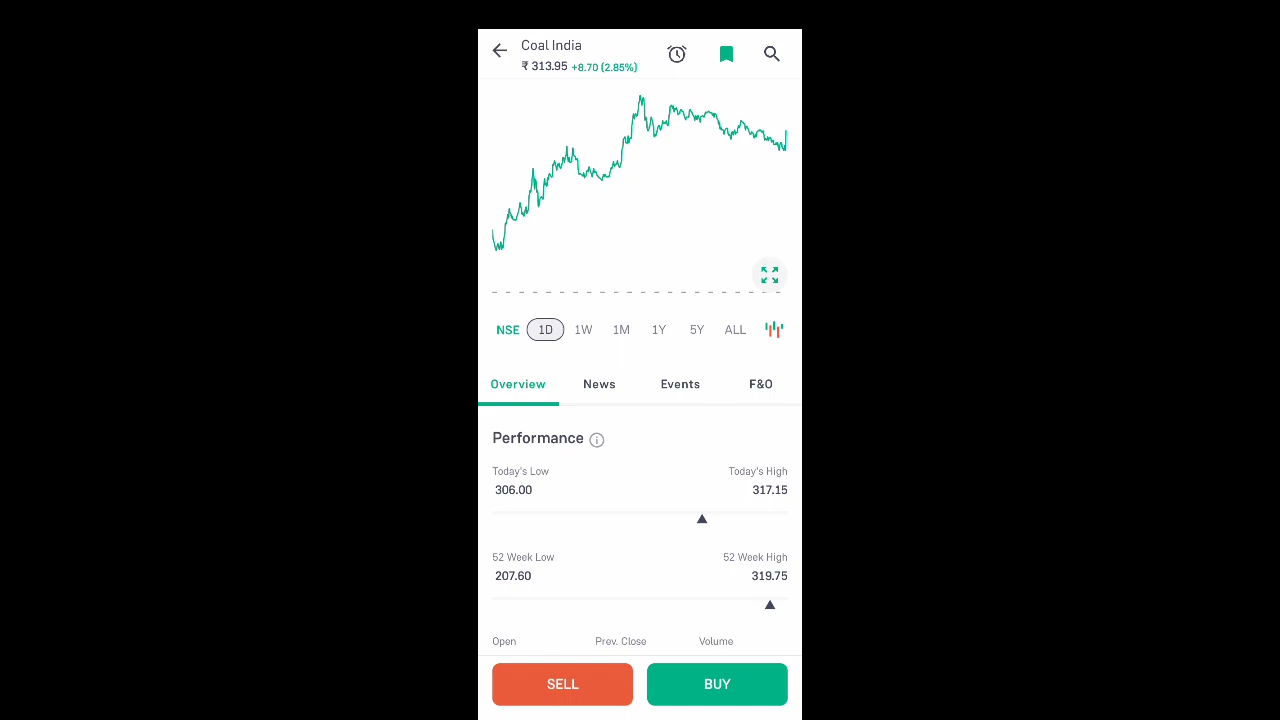 Coal India
₹ 313.95 +8.70 (2.85%)
NSE 1D 1W 1M 1Y 5Y ALL
Overview News Events F&O
Performance
Today's Low Today's High
306.00 317.15
52 Week Low 52 Week High
207.60 319.75
Open Prev. Close Volume
SELL BUY